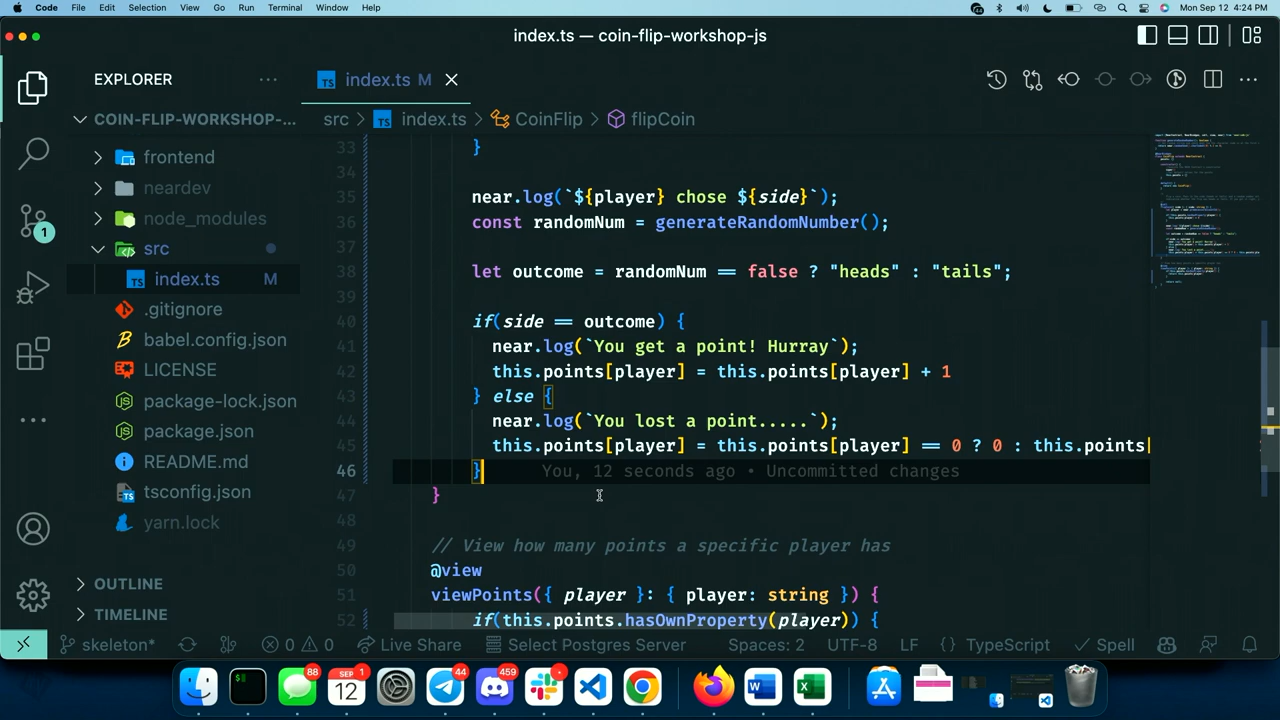 Code File Edit Selection View Go Run Terminal Window Help Mon Sep 12 4:24 PM
index.ts — coin-flip-workshop-js
EXPLORER
TS index.ts M
COIN-FLIP-WORKSHOP-...
src > TS index.ts > CoinFlip > flipCoin
frontend
neardev
node_modules
src
TS index.ts M
.gitignore
babel.config.json
LICENSE
package-lock.json
package.json
README.md
tsconfig.json
yarn.lock
OUTLINE
TIMELINE
33 }
34
35 near.log(`${player} chose ${side}`);
36 const randomNum = generateRandomNumber();
37
38 let outcome = randomNum == false ? "heads" : "tails";
39
40 if(side == outcome) {
41 near.log(`You get a point! Hurray`);
42 this.points[player] = this.points[player] + 1
43 } else {
44 near.log(`You lost a point.....`);
45 this.points[player] = this.points[player] == 0 ? 0 : this.points[
46 } You, 12 seconds ago • Uncommitted changes
47 }
48
49 // View how many points a specific player has
50 @view
51 viewPoints({ player }: { player: string }) {
52 if(this.points.hasOwnProperty(player)) {
1
skeleton* 0 0 Live Share Select Postgres Server Spaces: 2 UTF-8 LF {} TypeScript Spell
88 SEP 12 1 44 459
W X